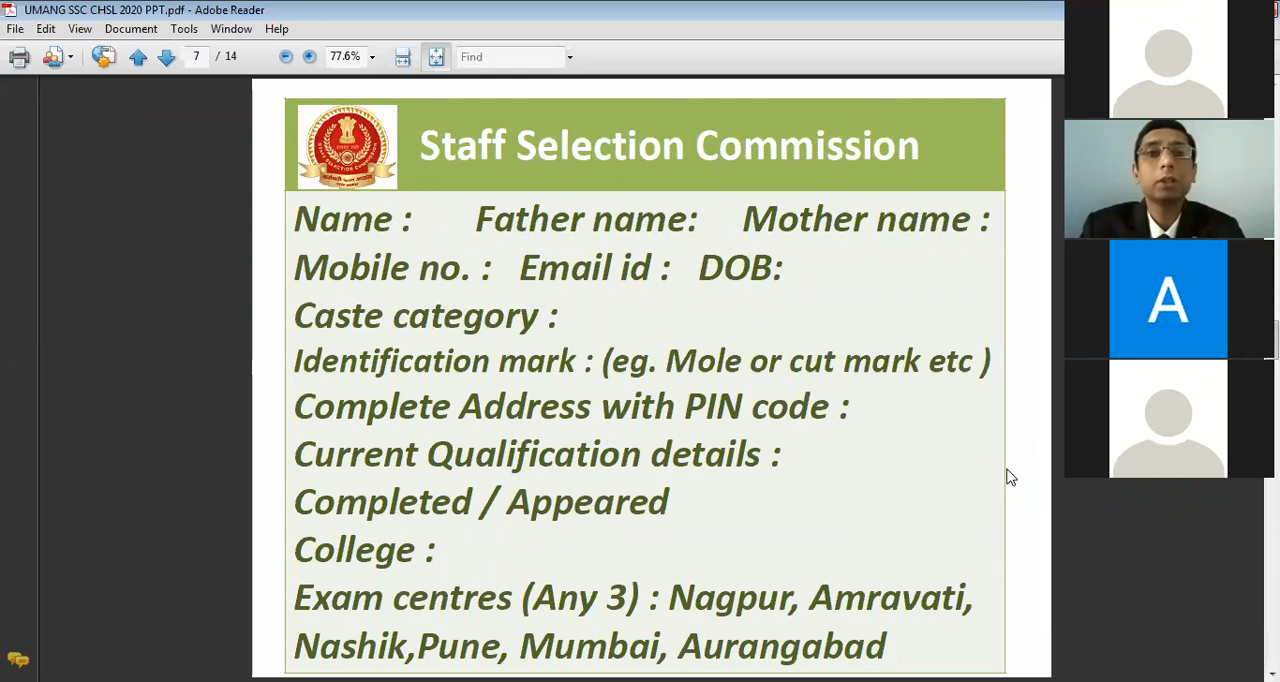 UMANG SSC CHSL 2020 PPT.pdf - Adobe Reader
File Edit View Document Tools Window Help
7 / 14 77.6% Find
Staff Selection Commission
Name : Father name: Mother name :
Mobile no. : Email id : DOB:
Caste category :
Identification mark : (eg. Mole or cut mark etc )
Complete Address with PIN code :
Current Qualification details :
Completed / Appeared
College :
Exam centres (Any 3) : Nagpur, Amravati,
Nashik,Pune, Mumbai, Aurangabad
A